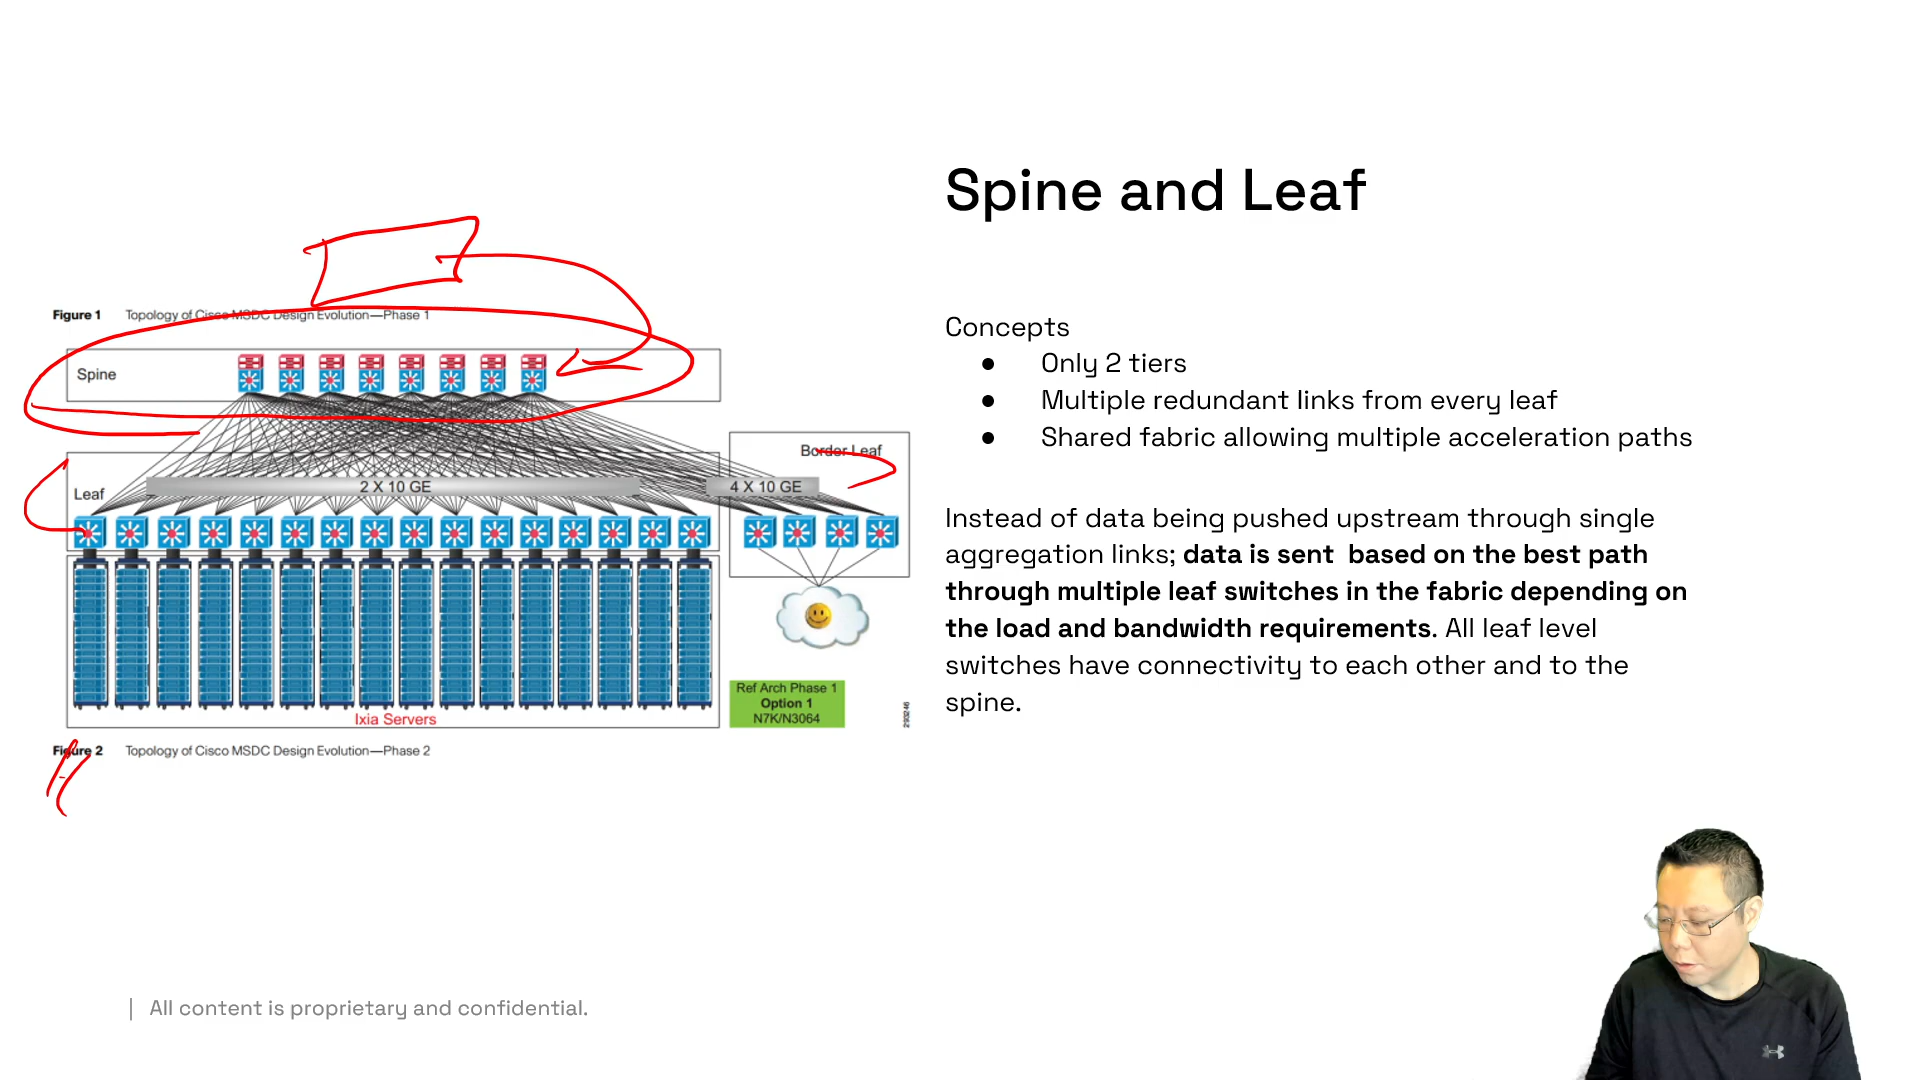 Spine and Leaf
Figure 1 Topology of Cisco MSDC Design Evolution—Phase 1
Spine
Border Leaf
Leaf
2 X 10 GE
4 X 10 GE
Ixia Servers
Ref Arch Phase 1
Option 1
N7K/N3064
293246
Figure 2 Topology of Cisco MSDC Design Evolution—Phase 2
Concepts
● Only 2 tiers
● Multiple redundant links from every leaf
● Shared fabric allowing multiple acceleration paths
Instead of data being pushed upstream through single
aggregation links; data is sent based on the best path
through multiple leaf switches in the fabric depending on
the load and bandwidth requirements. All leaf level
switches have connectivity to each other and to the
spine.
| All content is proprietary and confidential.